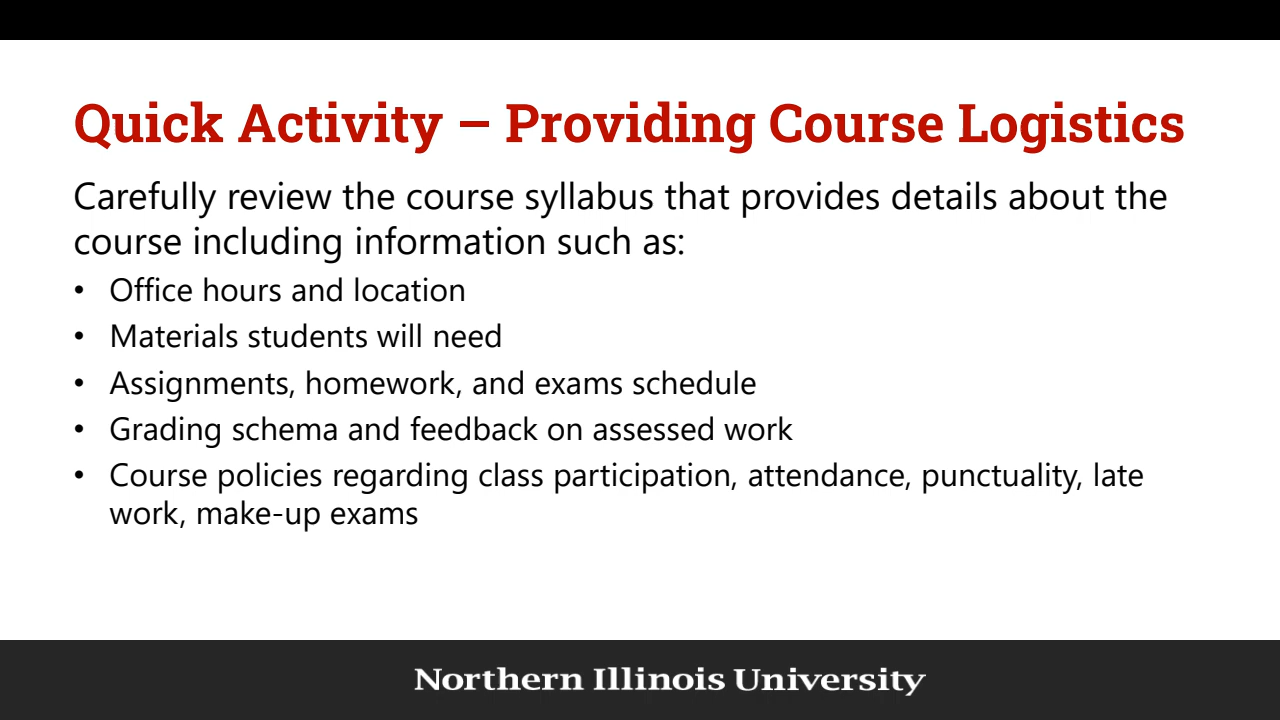 Quick Activity – Providing Course Logistics
Carefully review the course syllabus that provides details about the
course including information such as:
• Office hours and location
• Materials students will need
• Assignments, homework, and exams schedule
• Grading schema and feedback on assessed work
• Course policies regarding class participation, attendance, punctuality, late
work, make-up exams
Northern Illinois University